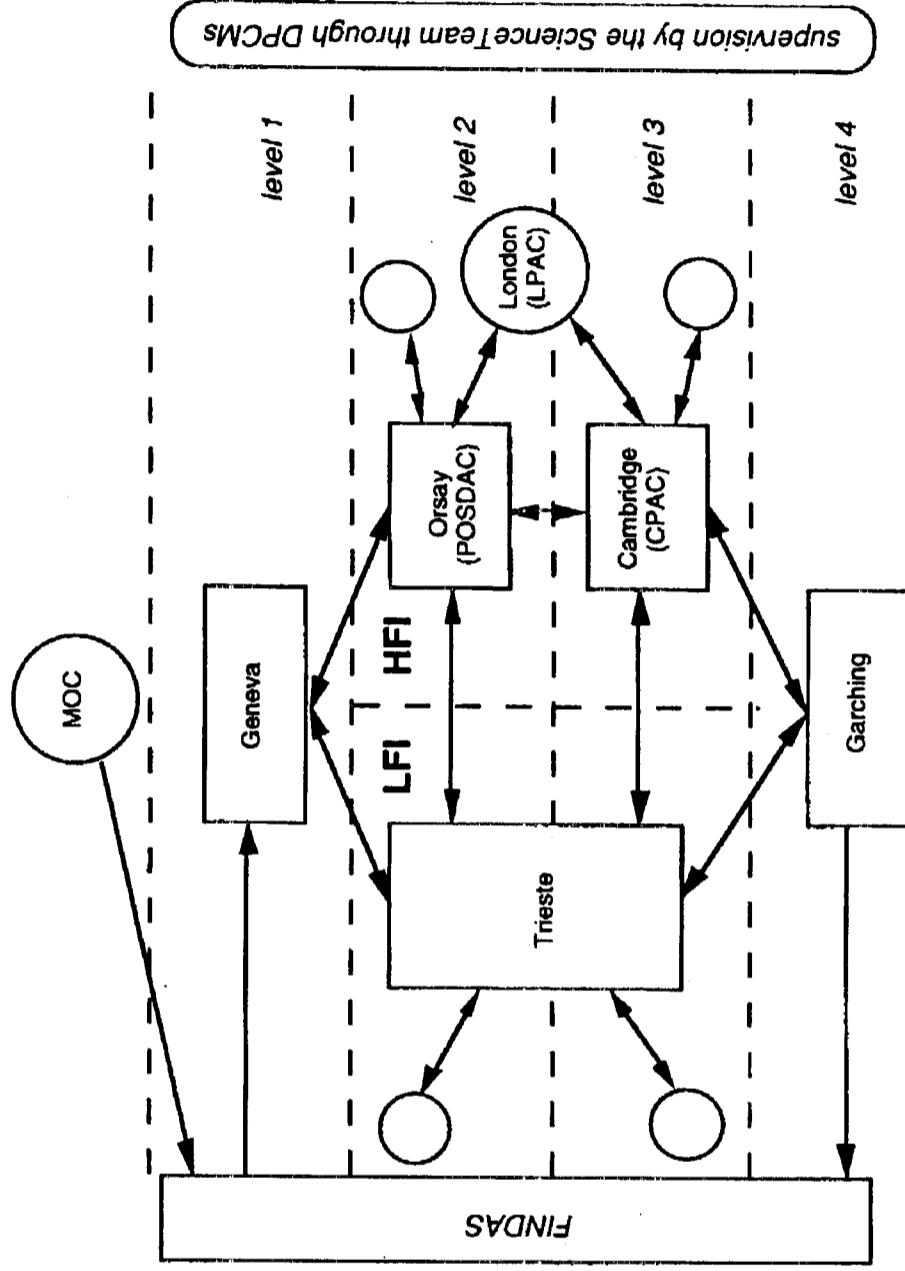 supervision by the ScienceTeam through DPCMs
MOC
level 1
Geneva
level 2
London
(LPAC)
Orsay
(POSDAC)
HFI
LFI
level 3
Cambridge
(CPAC)
Trieste
level 4
Garching
FINDAS